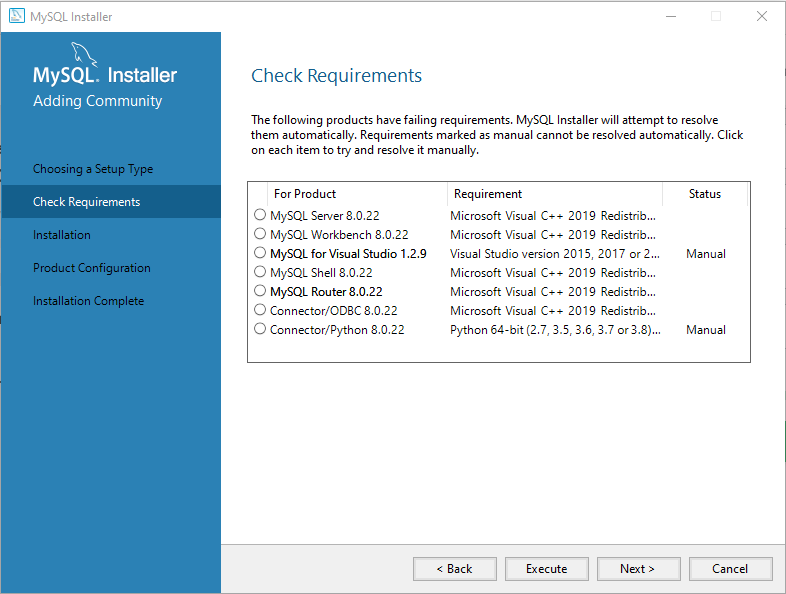 MySQL Installer
MySQL. Installer
Adding Community
Choosing a Setup Type
Check Requirements
Installation
Product Configuration
Installation Complete
Check Requirements
The following products have failing requirements. MySQL Installer will attempt to resolve
them automatically. Requirements marked as manual cannot be resolved automatically. Click
on each item to try and resolve it manually.
For Product Requirement Status
MySQL Server 8.0.22 Microsoft Visual C++ 2019 Redistrib...
MySQL Workbench 8.0.22 Microsoft Visual C++ 2019 Redistrib...
MySQL for Visual Studio 1.2.9 Visual Studio version 2015, 2017 or 2... Manual
MySQL Shell 8.0.22 Microsoft Visual C++ 2019 Redistrib...
MySQL Router 8.0.22 Microsoft Visual C++ 2019 Redistrib...
Connector/ODBC 8.0.22 Microsoft Visual C++ 2019 Redistrib...
Connector/Python 8.0.22 Python 64-bit (2.7, 3.5, 3.6, 3.7 or 3.8)... Manual
< Back Execute Next > Cancel